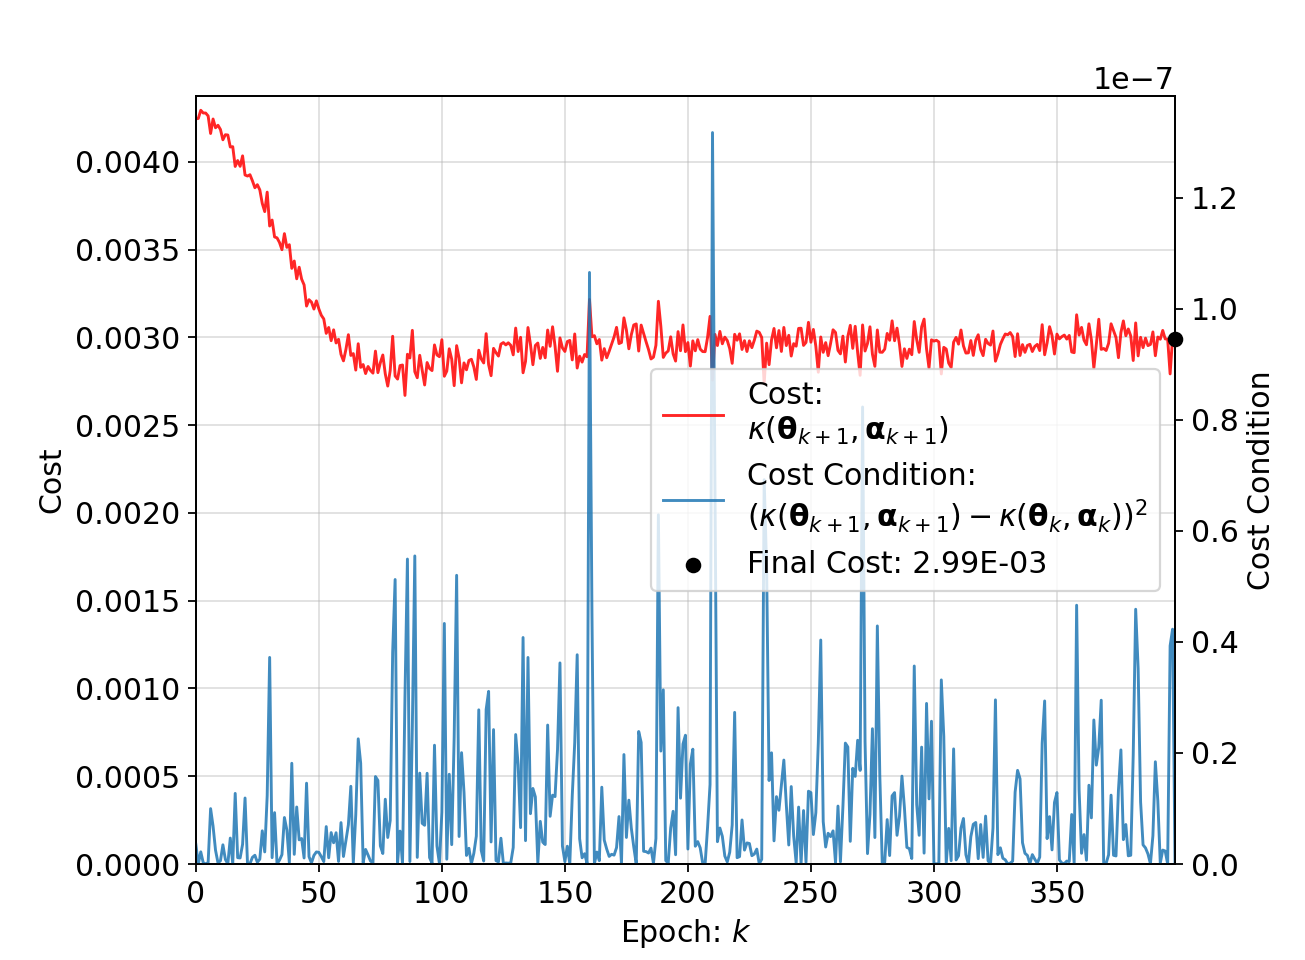 1e−7
0.0040
0.0035
0.0030
0.0025
0.0020
0.0015
0.0010
0.0005
0.0000
Cost
1.2
1.0
0.8
0.6
0.4
0.2
0.0
Cost Condition
Cost:
κ(𝛉ₖ₊₁, 𝛂ₖ₊₁)
Cost Condition:
(κ(𝛉ₖ₊₁, 𝛂ₖ₊₁) − κ(𝛉ₖ, 𝛂ₖ))²
Final Cost: 2.99E-03
0 50 100 150 200 250 300 350
Epoch: k